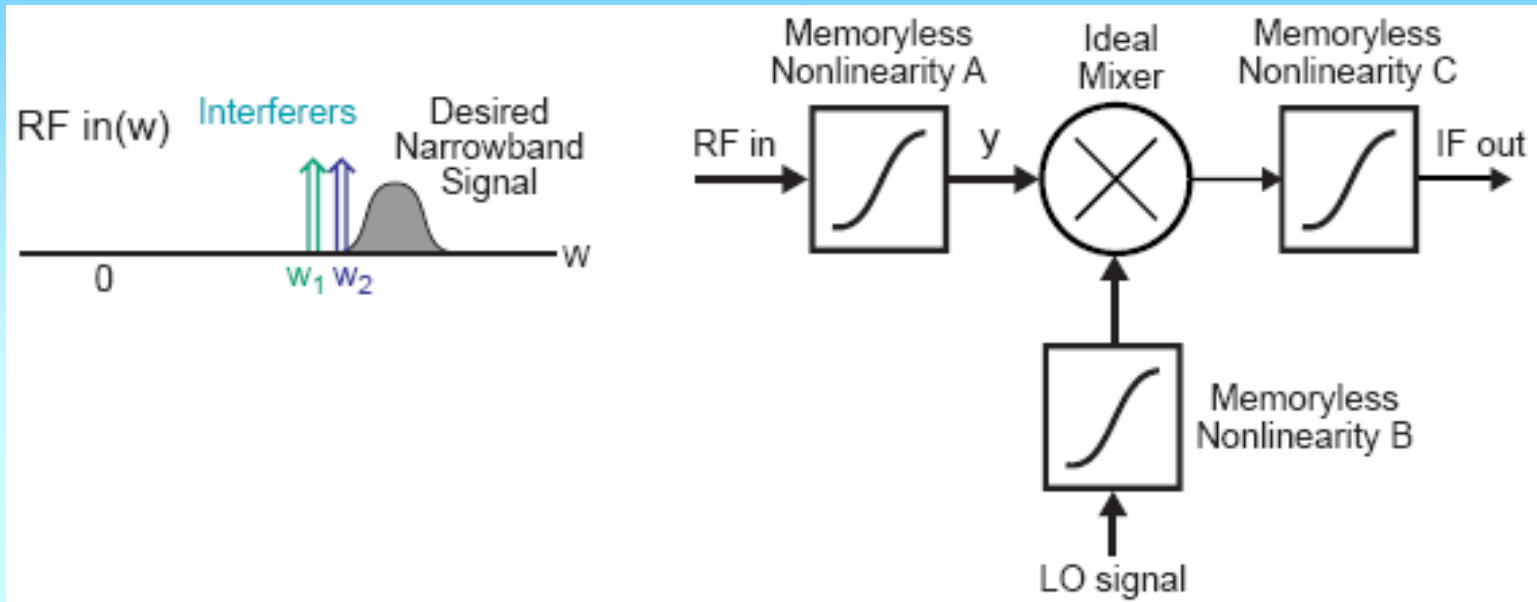 RF in(w)
Interferers
Desired
Narrowband
Signal
0
w1 w2
w
Memoryless
Nonlinearity A
Ideal
Mixer
Memoryless
Nonlinearity C
RF in
y
IF out
Memoryless
Nonlinearity B
LO signal